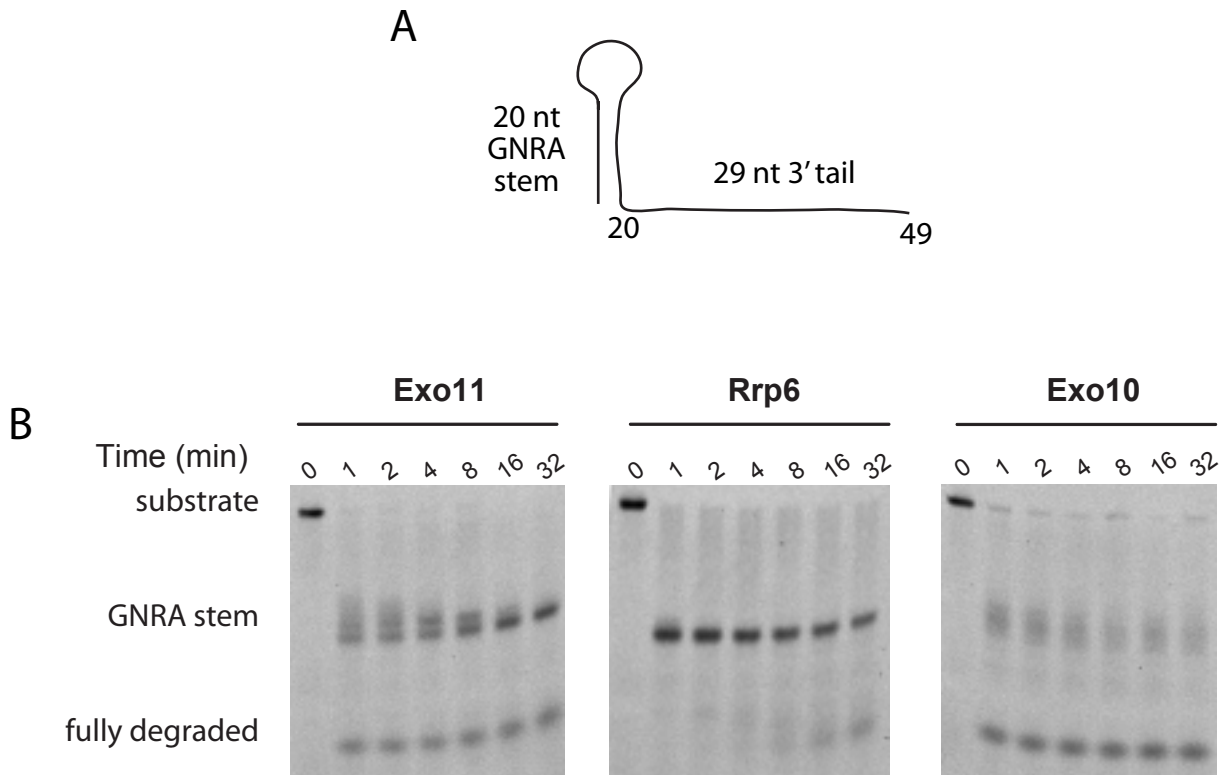 A
20 nt
GNRA
stem
29 nt 3’ tail
20
49
B
Exo11 Rrp6 Exo10
Time (min) 0 1 2 4 8 16 32 0 1 2 4 8 16 32 0 1 2 4 8 16 32
substrate
GNRA stem
fully degraded